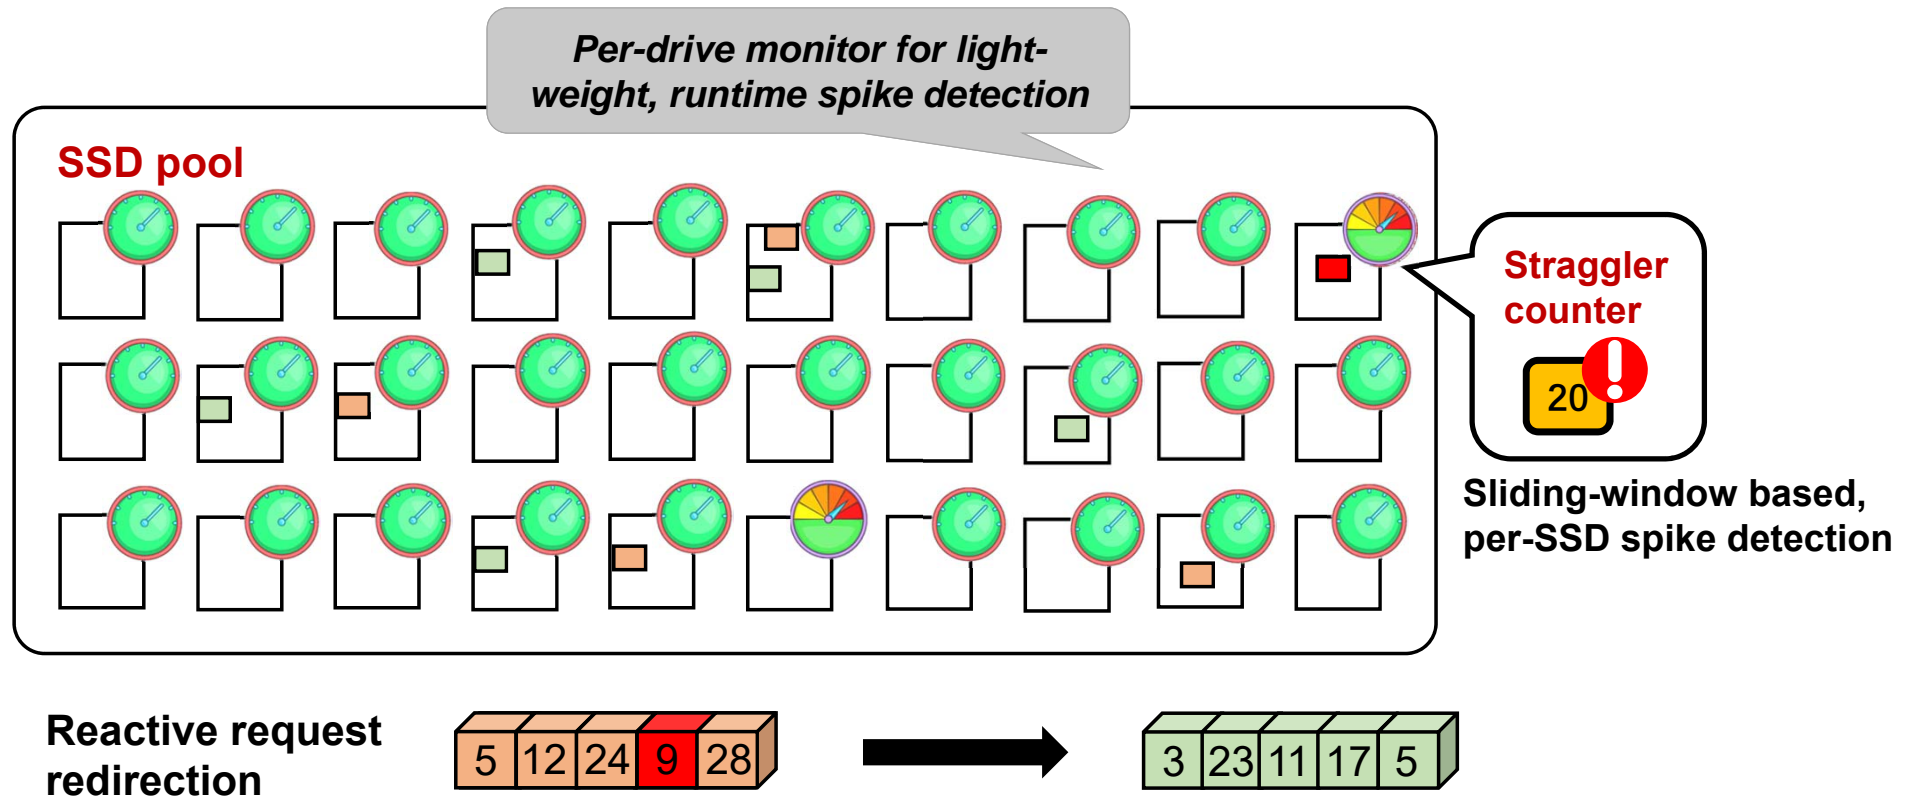 Per-drive monitor for light-
weight, runtime spike detection
SSD pool
Straggler
counter
20
Sliding-window based,
per-SSD spike detection
Reactive request
redirection
5 12 24 9 28
3 23 11 17 5